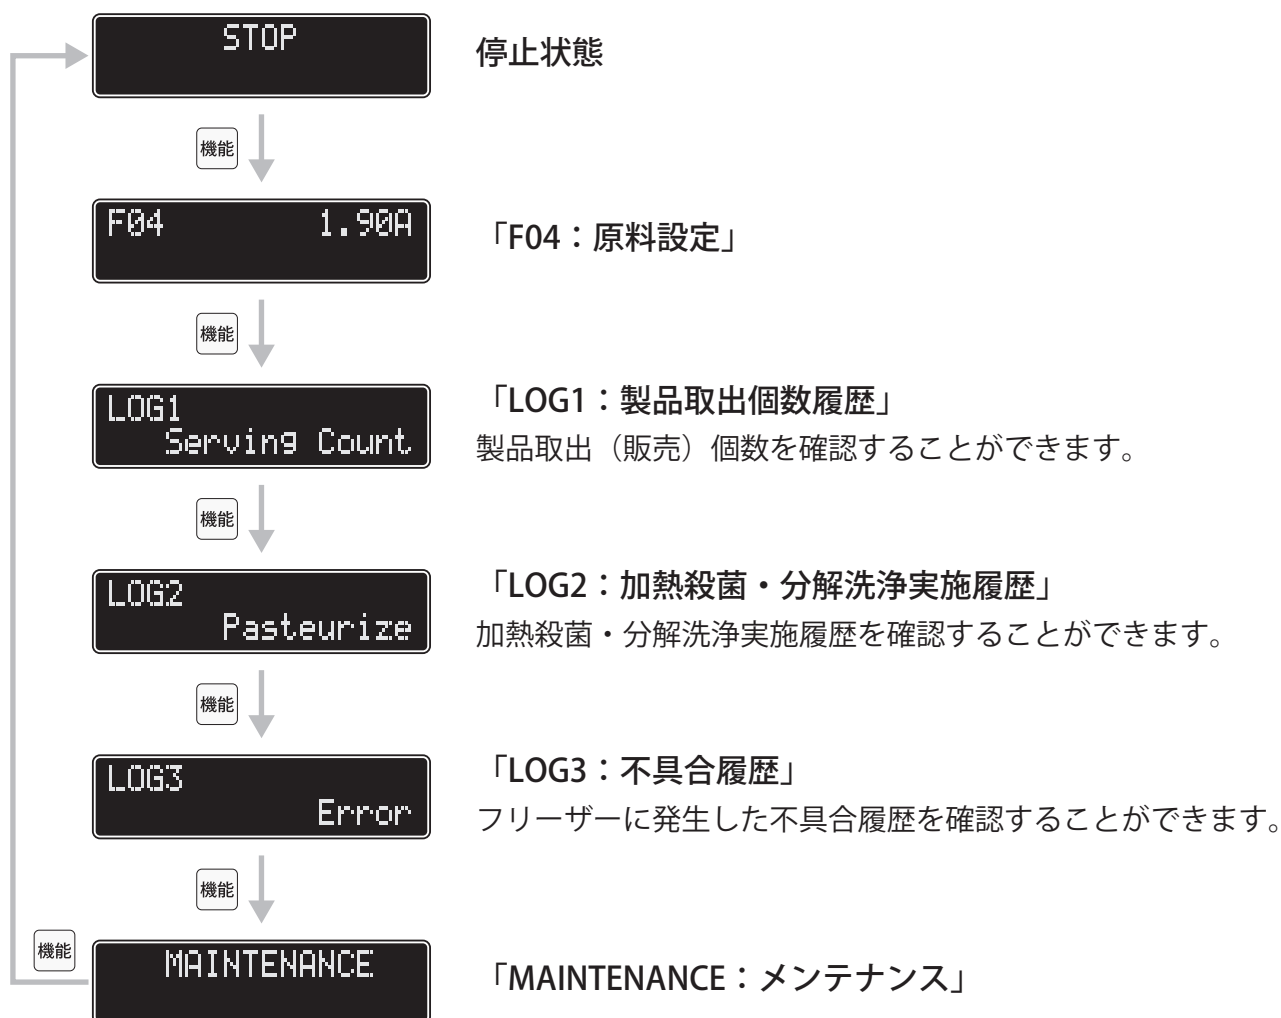 STOP
停止状態
機能
F04 1.90A
「F04：原料設定」
機能
LOG1
Serving Count
「LOG1：製品取出個数履歴」
製品取出（販売）個数を確認することができます。
機能
LOG2
Pasteurize
「LOG2：加熱殺菌・分解洗浄実施履歴」
加熱殺菌・分解洗浄実施履歴を確認することができます。
機能
LOG3
Error
「LOG3：不具合履歴」
フリーザーに発生した不具合履歴を確認することができます。
機能
機能
MAINTENANCE
「MAINTENANCE：メンテナンス」